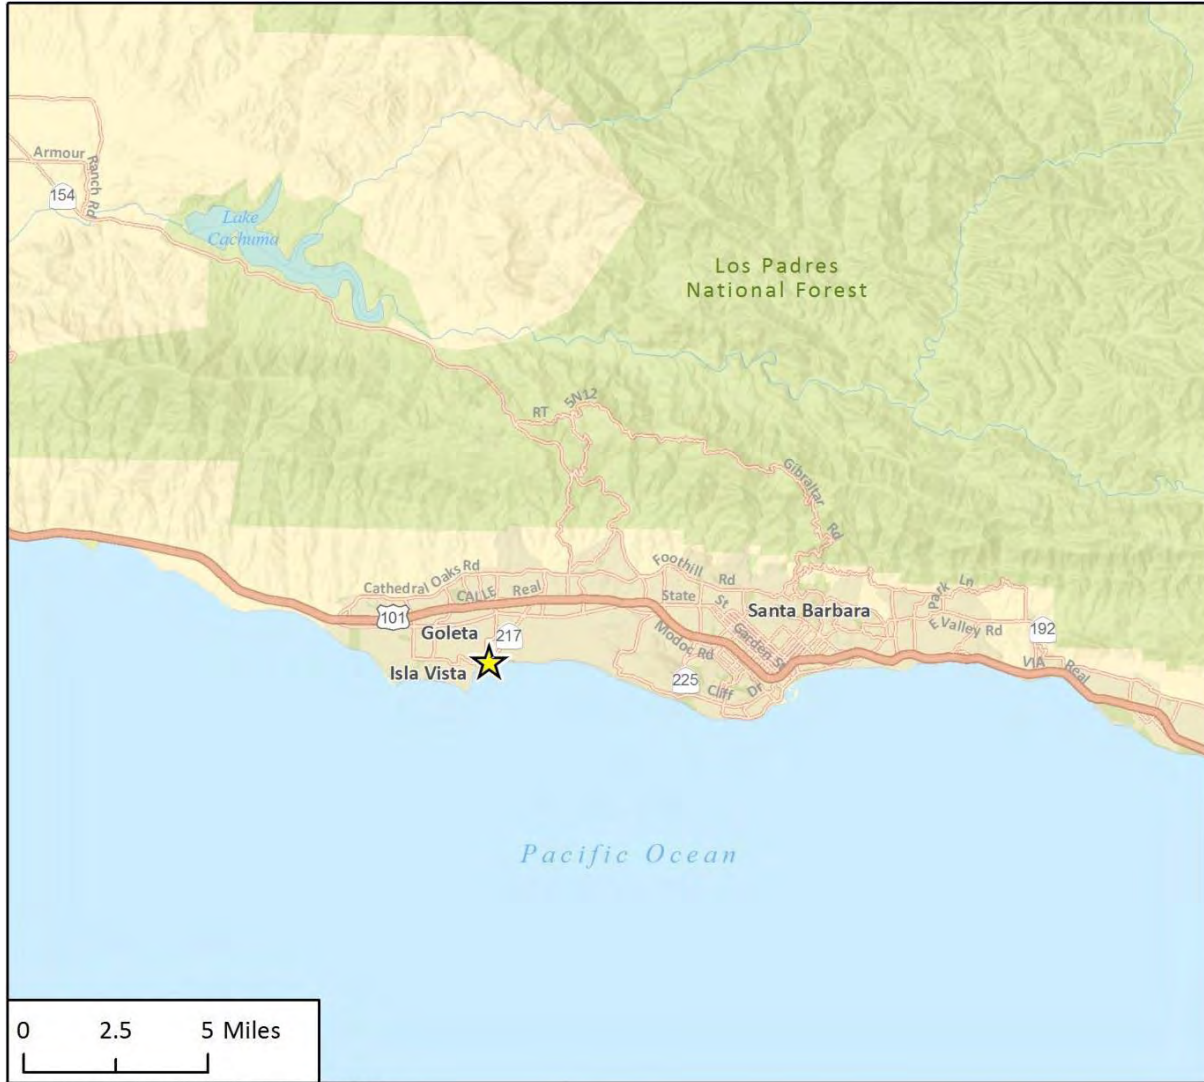 Armour
Ranch Rd
154
Lake
Cachuma
Los Padres
National Forest
RT
5N12
Gibraltar
Rd
Cathedral Oaks Rd
CALLE Real
Foothill
Rd
State
St
Park
Ln
101
Goleta
217
Santa Barbara
Garden St
Modoc Rd
E Valley Rd
192
Isla Vista
225
Cliff Dr
VIA Real
Pacific Ocean
0 2.5 5 Miles